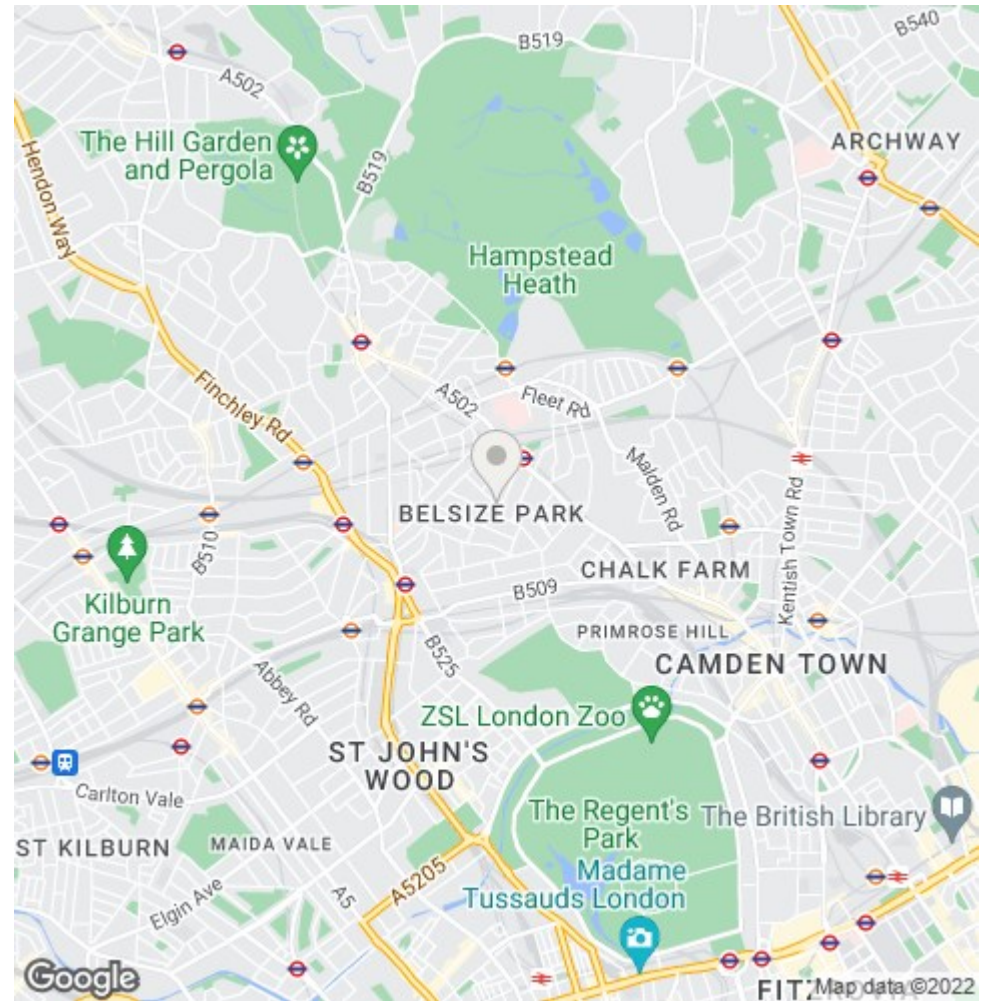 B519
B540
A502
The Hill Garden
and Pergola
B519
ARCHWAY
Hendon Way
Hampstead
Heath
Finchley Rd
A502
Fleet Rd
Malden Rd
BELSIZE PARK
B510
Kentish Town Rd
CHALK FARM
B509
Kilburn
Grange Park
PRIMROSE HILL
B525
CAMDEN TOWN
Abbey Rd
ZSL London Zoo
ST JOHN'S
WOOD
Carlton Vale
The Regent's
Park
The British Library
ST KILBURN
MAIDA VALE
Madame
Tussauds London
A5205
A5
Elgin Ave
Google
FITZ
Map data ©2022